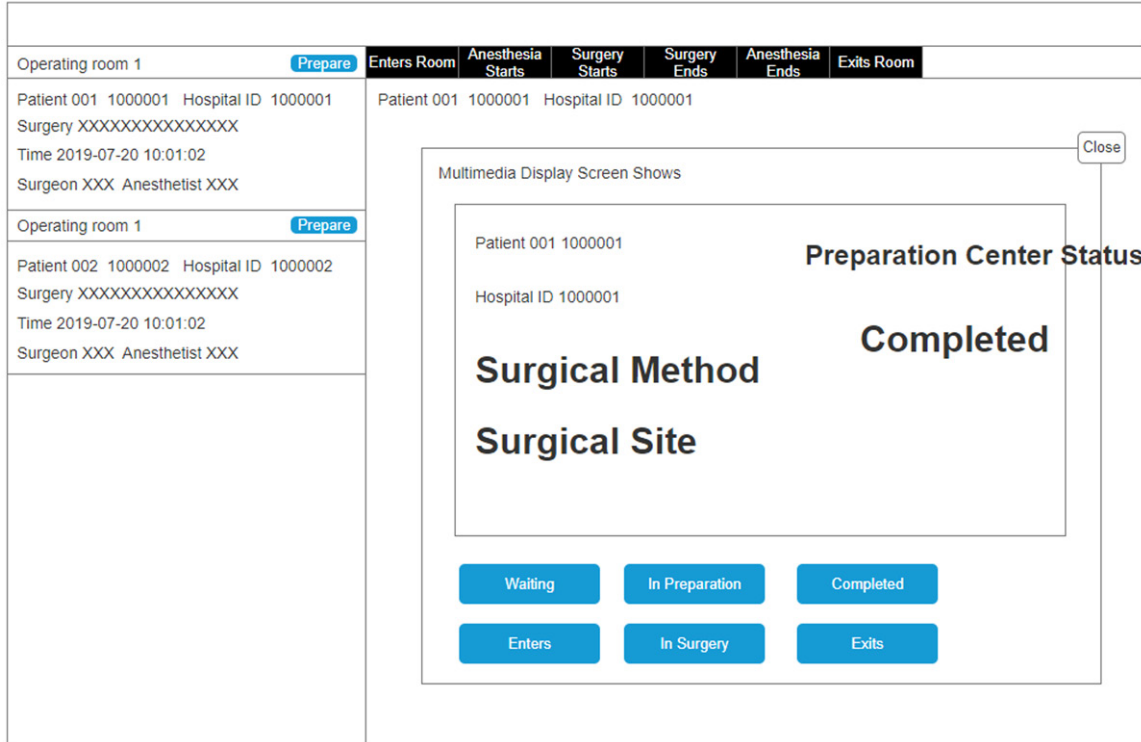 Operating room 1 Prepare
Patient 001 1000001 Hospital ID 1000001
Surgery XXXXXXXXXXXXXXX
Time 2019-07-20 10:01:02
Surgeon XXX Anesthetist XXX
Operating room 1 Prepare
Patient 002 1000002 Hospital ID 1000002
Surgery XXXXXXXXXXXXXXX
Time 2019-07-20 10:01:02
Surgeon XXX Anesthetist XXX
Enters Room
Anesthesia
Starts
Surgery
Starts
Surgery
Ends
Anesthesia
Ends
Exits Room
Patient 001 1000001 Hospital ID 1000001
Close
Multimedia Display Screen Shows
Patient 001 1000001
Preparation Center Status
Hospital ID 1000001
Completed
Surgical Method
Surgical Site
Waiting In Preparation Completed
Enters In Surgery Exits